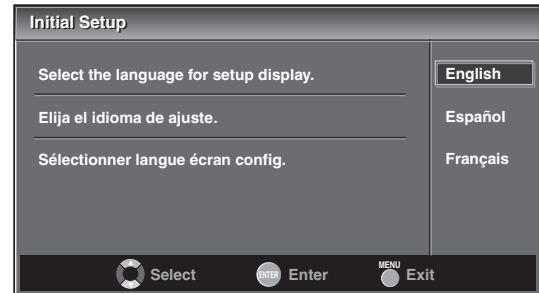 Initial Setup
Select the language for setup display.
English
Elija el idioma de ajuste.
Español
Sélectionner langue écran config.
Français
Select
ENTER Enter
MENU Exit